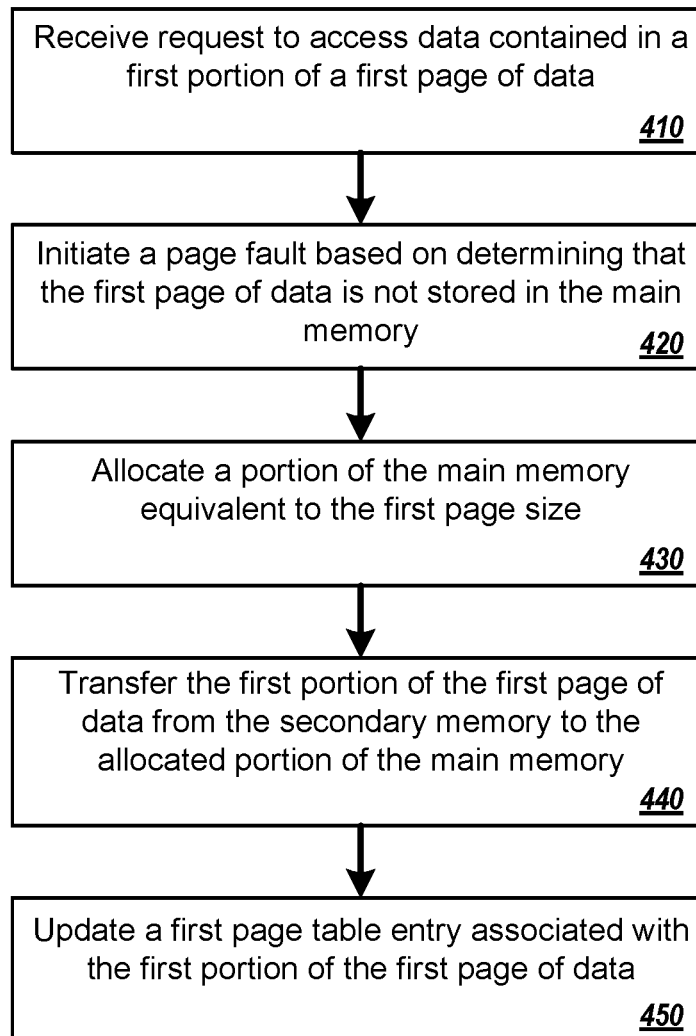 Receive request to access data contained in a
first portion of a first page of data
410
Initiate a page fault based on determining that
the first page of data is not stored in the main
memory
420
Allocate a portion of the main memory
equivalent to the first page size
430
Transfer the first portion of the first page of
data from the secondary memory to the
allocated portion of the main memory
440
Update a first page table entry associated with
the first portion of the first page of data
450